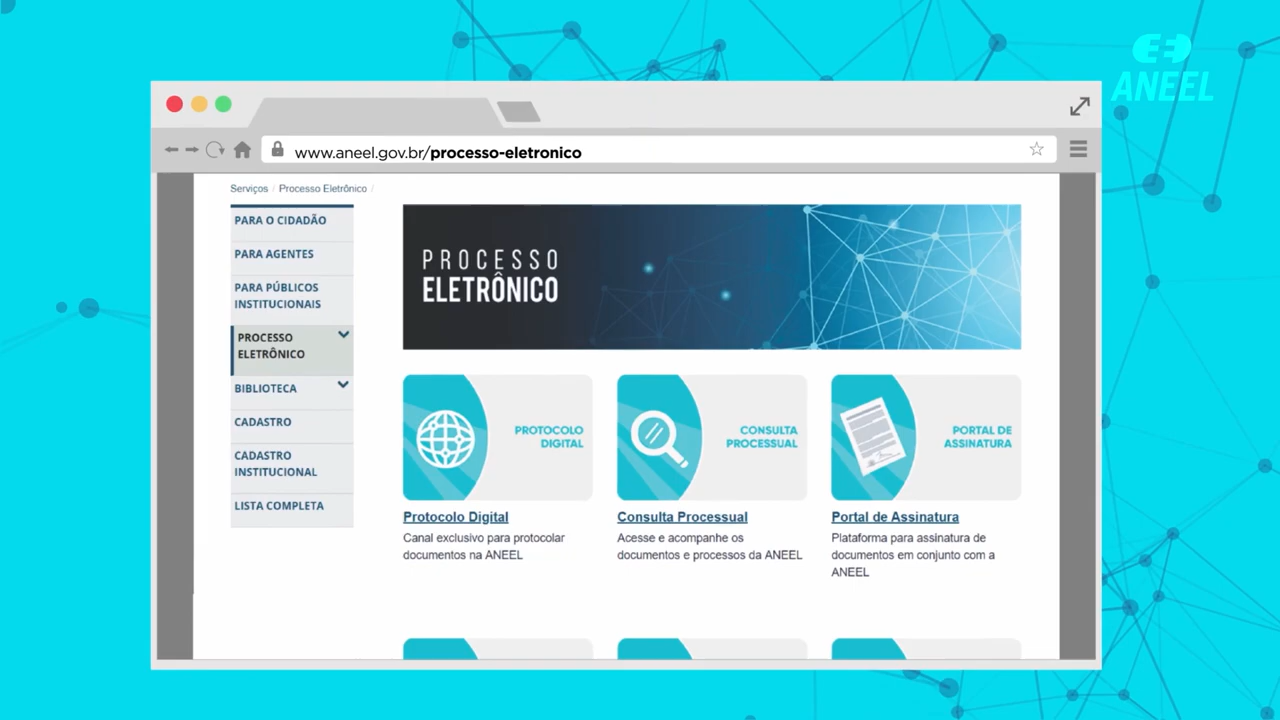 ANEEL
www.aneel.gov.br/processo-eletronico
Serviços / Processo Eletrônico /
PARA O CIDADÃO
PARA AGENTES
PARA PÚBLICOS
INSTITUCIONAIS
PROCESSO
ELETRÔNICO
BIBLIOTECA
CADASTRO
CADASTRO
INSTITUCIONAL
LISTA COMPLETA
PROCESSO
ELETRÔNICO
PROTOCOLO
DIGITAL
Protocolo Digital
Canal exclusivo para protocolar
documentos na ANEEL
CONSULTA
PROCESSUAL
Consulta Processual
Acesse e acompanhe os
documentos e processos da ANEEL
PORTAL DE
ASSINATURA
Portal de Assinatura
Plataforma para assinatura de
documentos em conjunto com a
ANEEL